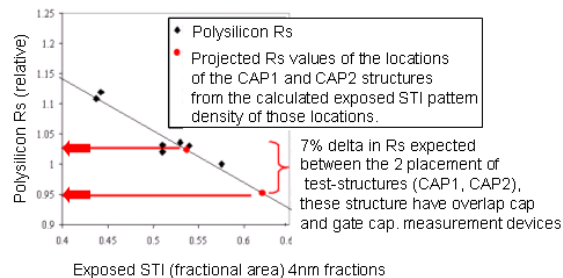 Polysilicon Rs
Projected Rs values of the locations
of the CAP1 and CAP2 structures
from the calculated exposed STI pattern
density of those locations.
1.2
1.15
1.1
1.05
1
0.95
0.9
Polysilicon Rs (relative)
7% delta in Rs expected
between the 2 placement of
test-structures (CAP1, CAP2),
these structure have overlap cap
and gate cap. measurement devices
0.4 0.45 0.5 0.55 0.6 0.6
Exposed STI (fractional area) 4nm fractions